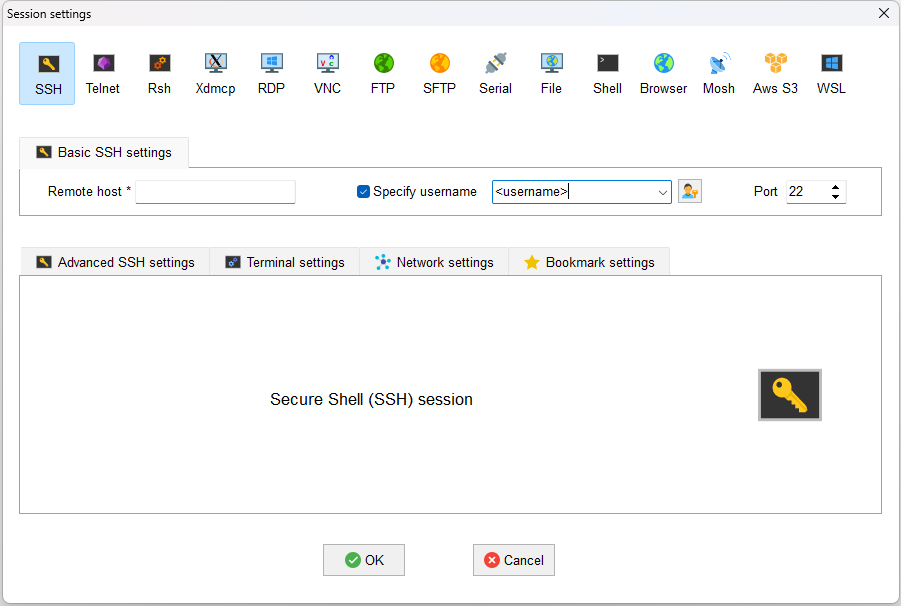 Session settings
SSH Telnet Rsh Xdmcp RDP VNC FTP SFTP Serial File Shell Browser Mosh Aws S3 WSL
Basic SSH settings
Remote host * Specify username <username> Port 22
Advanced SSH settings Terminal settings Network settings Bookmark settings
Secure Shell (SSH) session
OK Cancel